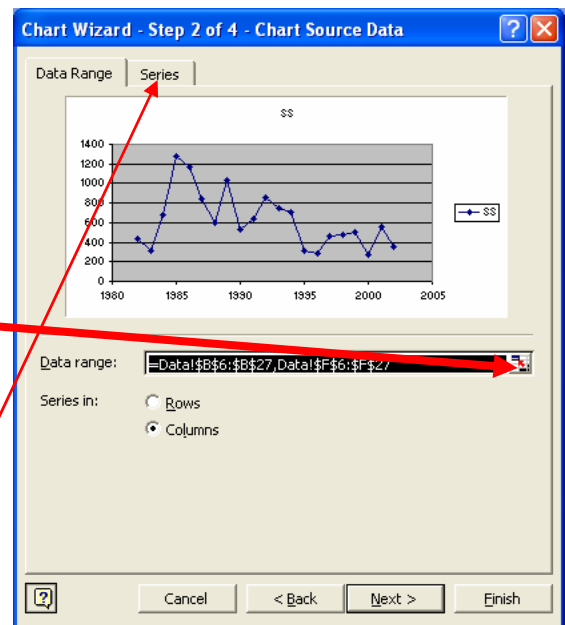 Chart Wizard - Step 2 of 4 - Chart Source Data
Data Range
Series
SS
1400
1200
1000
800
600
400
200
0
1980 1985 1990 1995 2000 2005
SS
Data range: =Data!$B$6:$B$27,Data!$F$6:$F$27
Series in: Rows
Columns
Cancel < Back Next > Finish